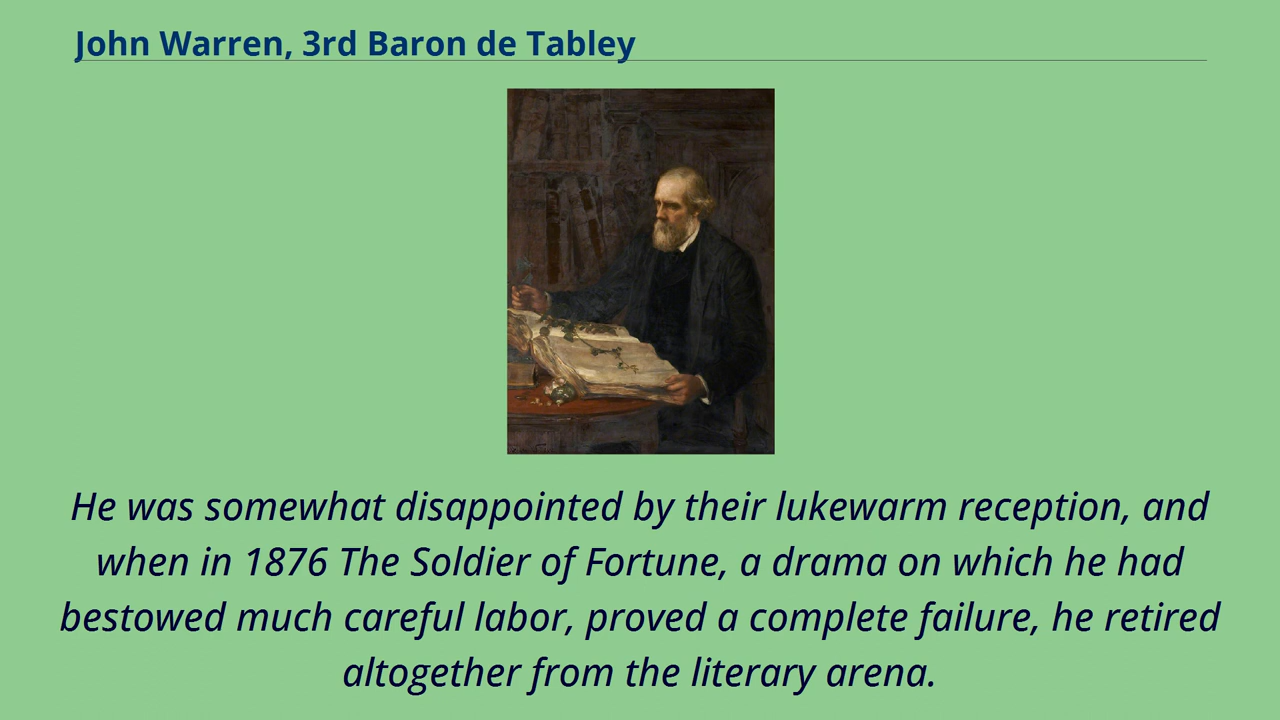 John Warren, 3rd Baron de Tabley
He was somewhat disappointed by their lukewarm reception, and
when in 1876 The Soldier of Fortune, a drama on which he had
bestowed much careful labor, proved a complete failure, he retired
altogether from the literary arena.